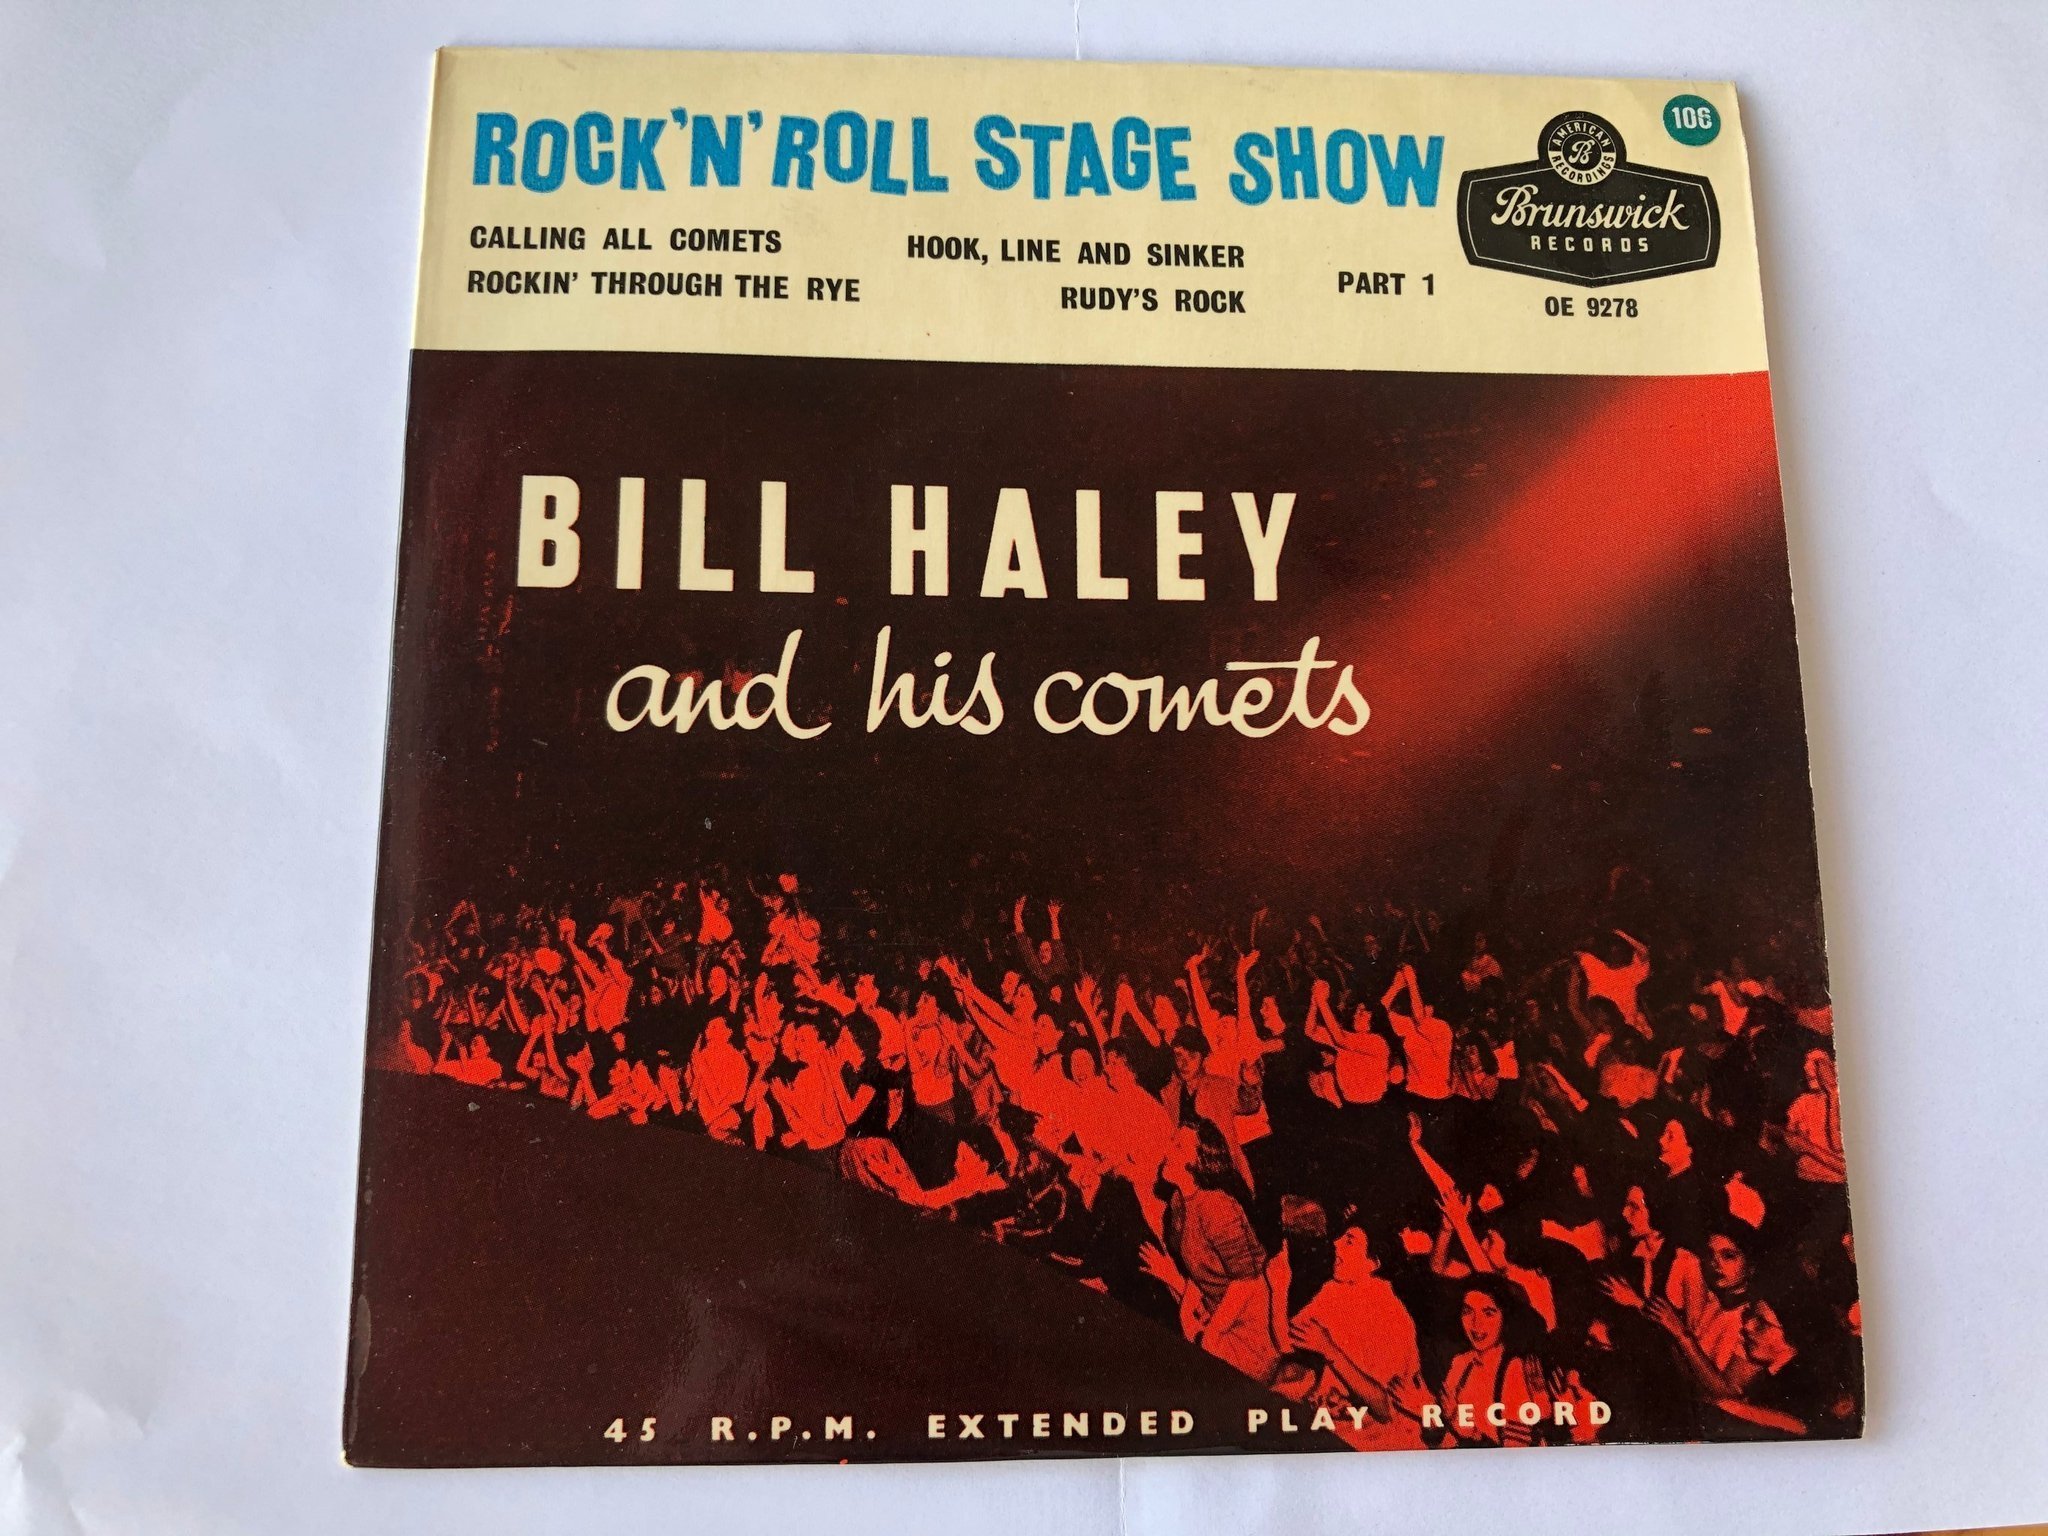 ROCK'N'ROLL STAGE SHOW
106
AMERICAN RECORDINGS
B
Brunswick
RECORDS
OE 9278
CALLING ALL COMETS
ROCKIN' THROUGH THE RYE
HOOK, LINE AND SINKER
RUDY'S ROCK
PART 1
BILL HALEY
and his comets
45 R.P.M. EXTENDED PLAY RECORD